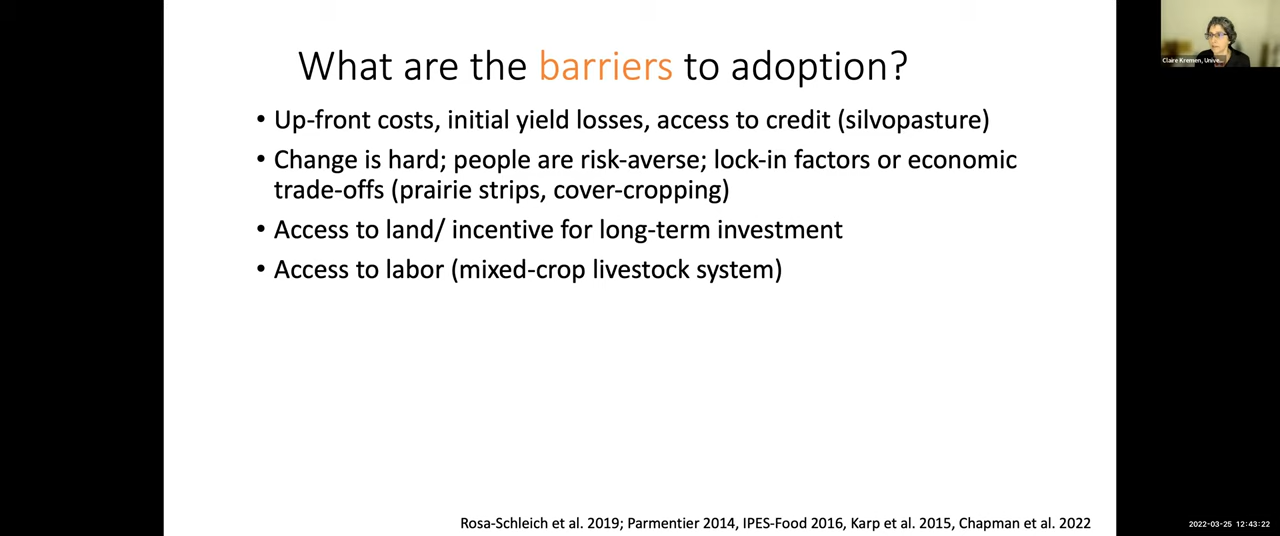 What are the barriers to adoption?
• Up-front costs, initial yield losses, access to credit (silvopasture)
• Change is hard; people are risk-averse; lock-in factors or economic
trade-offs (prairie strips, cover-cropping)
• Access to land/ incentive for long-term investment
• Access to labor (mixed-crop livestock system)
Rosa-Schleich et al. 2019; Parmentier 2014, IPES-Food 2016, Karp et al. 2015, Chapman et al. 2022
Claire Kremen, Unive...
2022-03-25 12:43:22